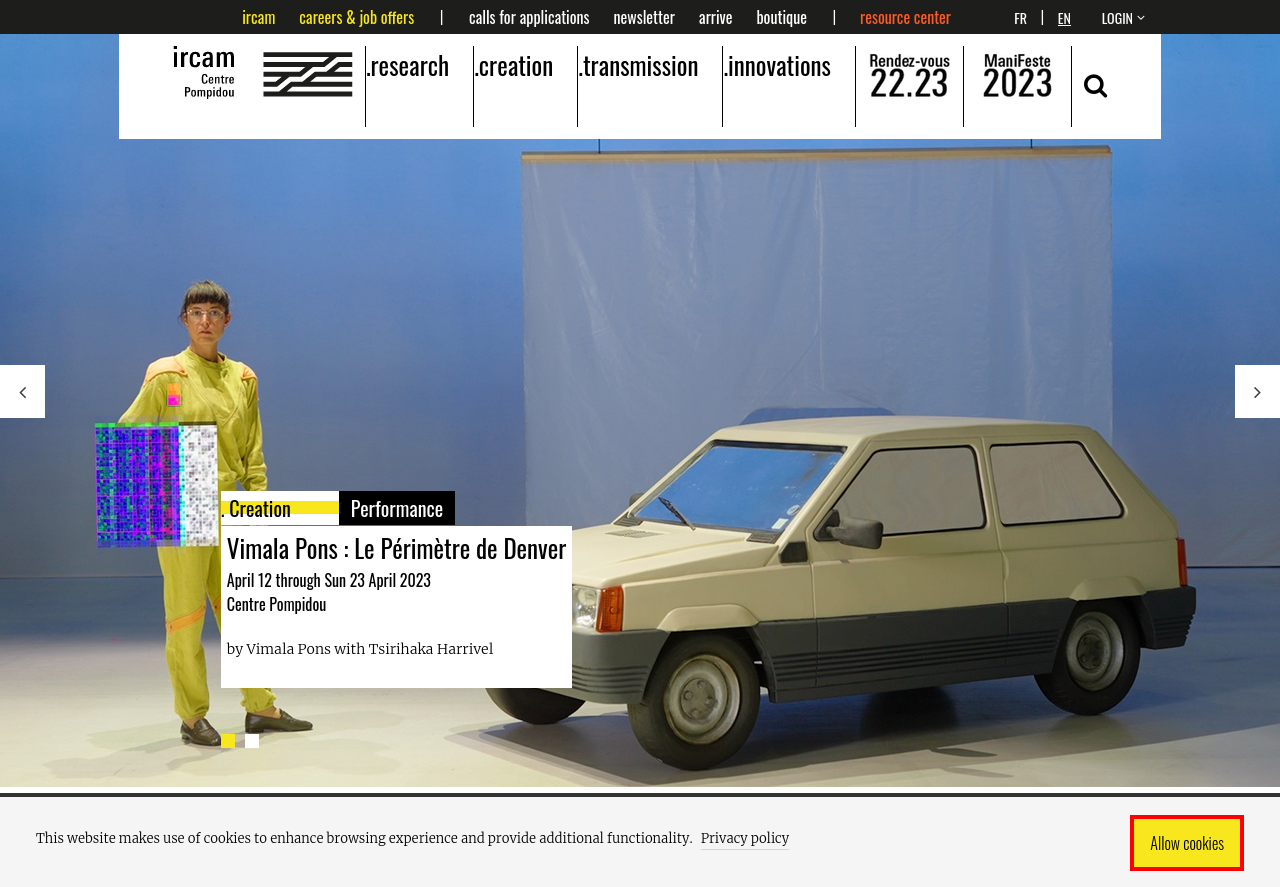 ircam careers & job offers | calls for applications newsletter arrive boutique | resource center FR | EN LOGIN
ircam
Centre
Pompidou
.research .creation .transmission .innovations
Rendez-vous
22.23
ManiFeste
2023
. Creation Performance
Vimala Pons : Le Périmètre de Denver
April 12 through Sun 23 April 2023
Centre Pompidou
by Vimala Pons with Tsirihaka Harrivel
This website makes use of cookies to enhance browsing experience and provide additional functionality. Privacy policy
Allow cookies